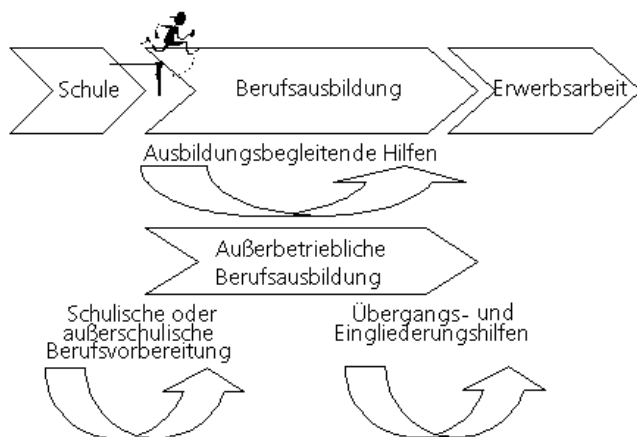 Schule
Berufsausbildung
Erwerbsarbeit
Ausbildungsbegleitende Hilfen
Außerbetriebliche
Berufsausbildung
Schulische oder
außerschulische
Berufsvorbereitung
Übergangs- und
Eingliederungshilfen